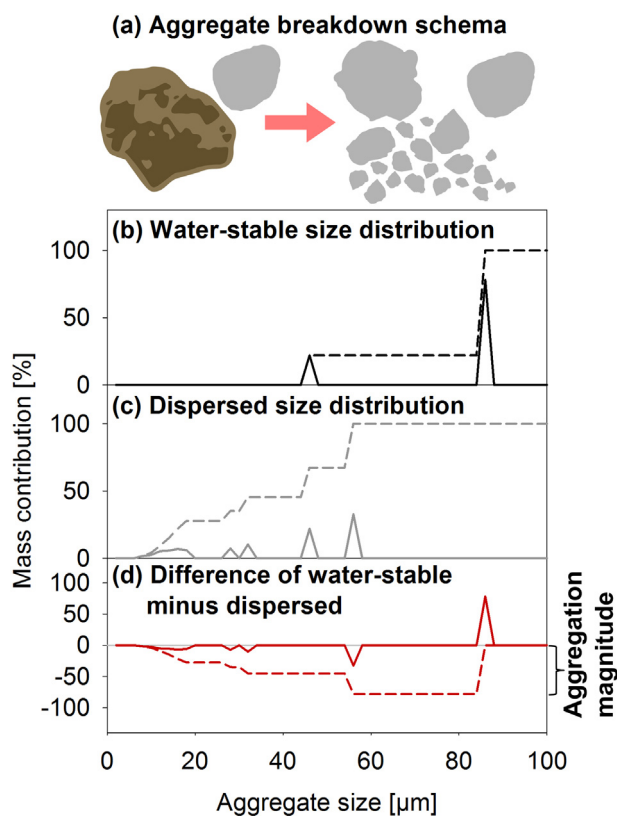 (a) Aggregate breakdown schema
(b) Water-stable size distribution
100
50
0
(c) Dispersed size distribution
100
50
0
(d) Difference of water-stable
minus dispersed
100
50
0
-50
-100
Mass contribution [%]
Aggregation
magnitude
0
20
40
60
80
100
Aggregate size [µm]